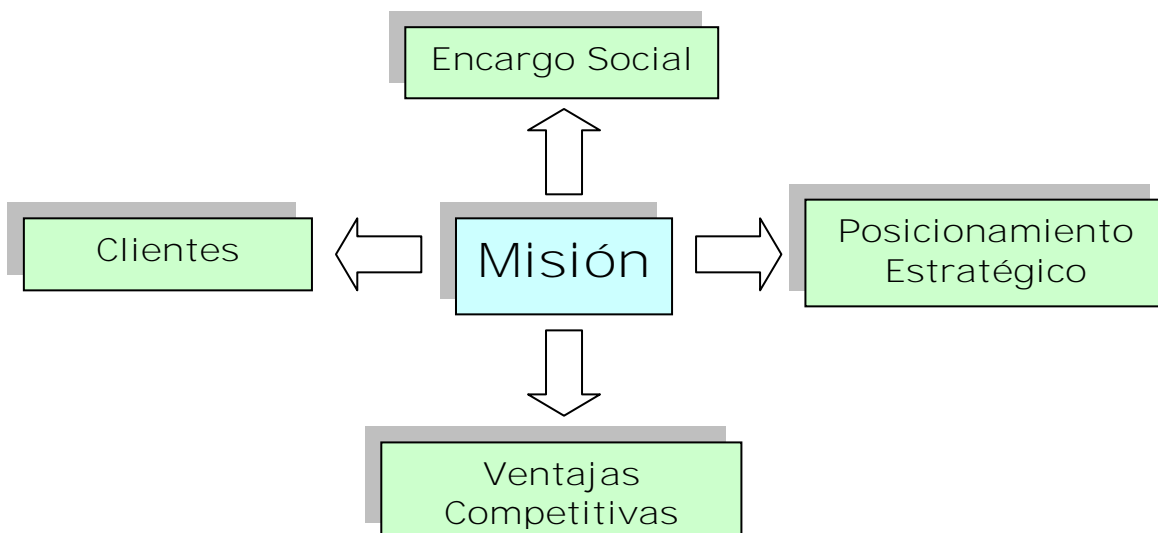 Encargo Social
Clientes
Misión
Posicionamiento
Estratégico
Ventajas
Competitivas